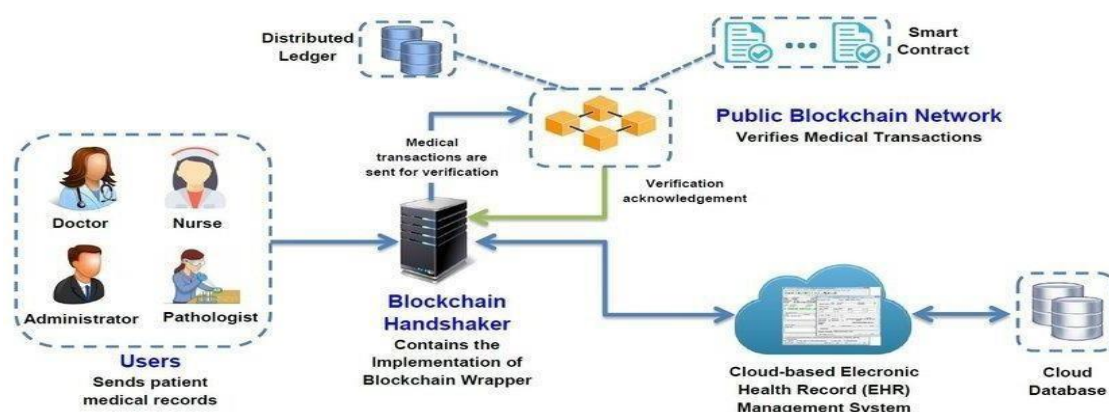 Distributed
Ledger
Smart
Contract
Public Blockchain Network
Verifies Medical Transactions
Medical
transactions are
sent for verification
Verification
acknowledgement
Doctor
Nurse
Administrator
Pathologist
Users
Sends patient
medical records
Blockchain
Handshaker
Contains the
Implementation of
Blockchain Wrapper
Cloud-based Elecronic
Health Record (EHR)
Management System
Cloud
Database